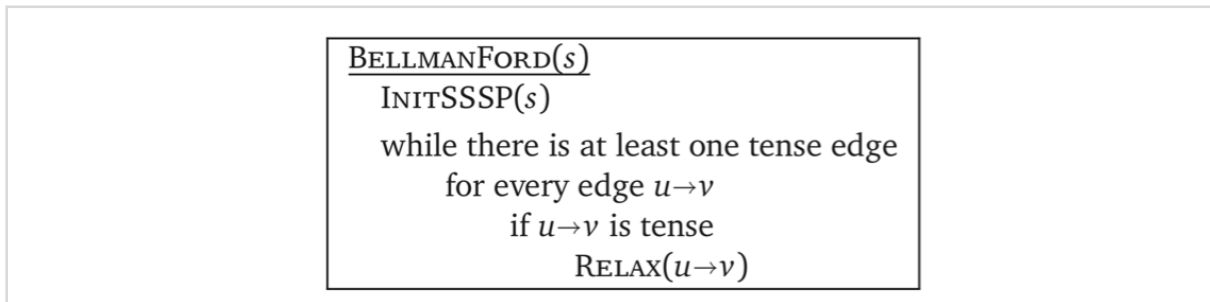 BELLMANFORD(s)
INITSSSP(s)
while there is at least one tense edge
for every edge u→v
if u→v is tense
RELAX(u→v)